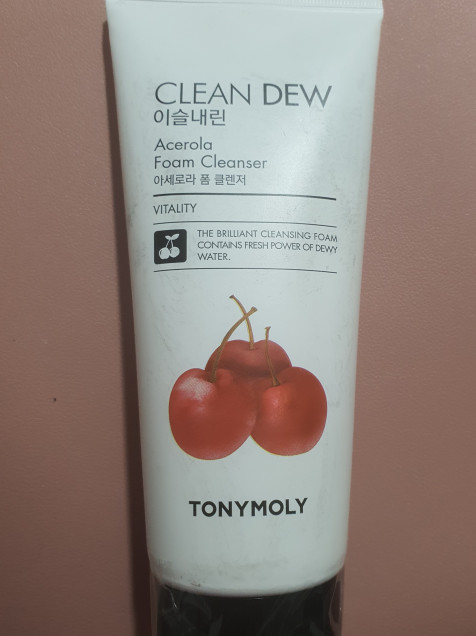 CLEAN DEW
이슬내린
Acerola
Foam Cleanser
아세로라 폼 클렌저
VITALITY
THE BRILLIANT CLEANSING FOAM
CONTAINS FRESH POWER OF DEWY
WATER.
TONYMOLY